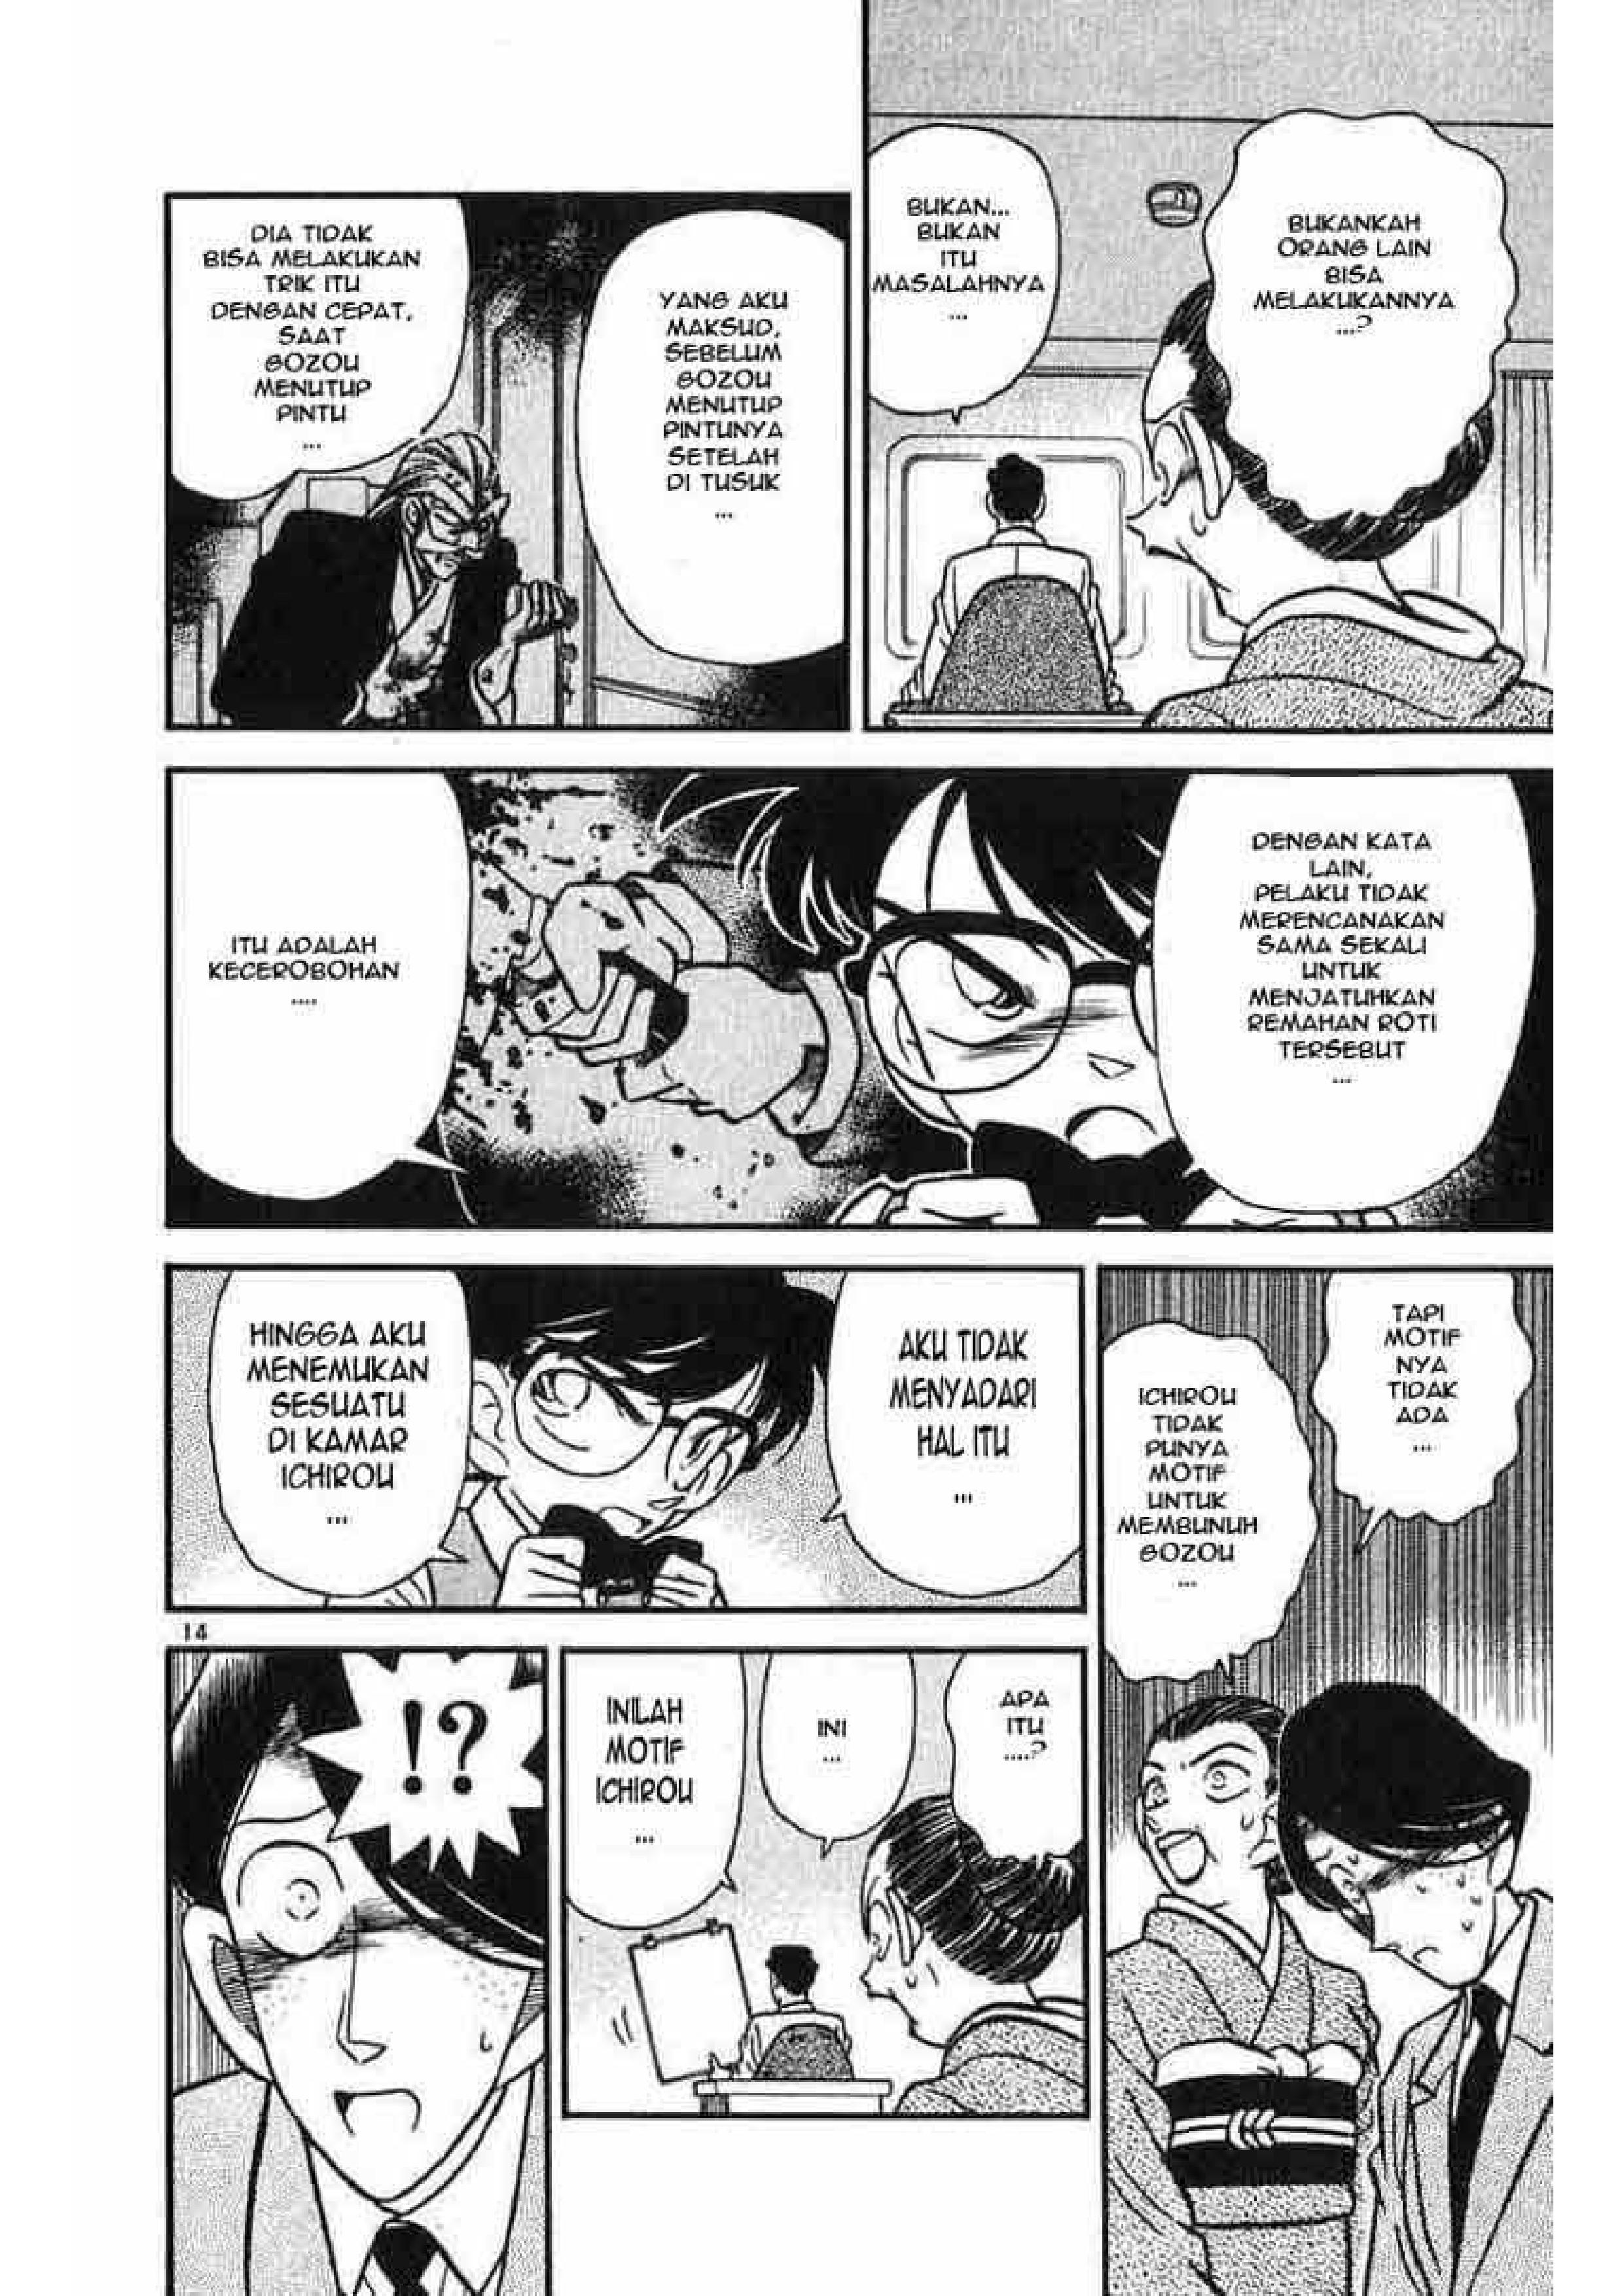 BUKANKAH
ORANG LAIN
BISA
MELAKUKANNYA
...?
BUKAN...
BUKAN
ITU
MASALAHNYA
...
YANG AKU
MAKSUD,
SEBELUM
GOZOU
MENUTUP
PINTUNYA
SETELAH
DI TUSUK
...
DIA TIDAK
BISA MELAKUKAN
TRIK ITU
DENGAN CEPAT,
SAAT
GOZOU
MENUTUP
PINTU
...
DENGAN KATA
LAIN,
PELAKU TIDAK
MERENCANAKAN
SAMA SEKALI
UNTUK
MENJATUHKAN
REMAHAN ROTI
TERSEBUT
...
ITU ADALAH
KECEROBOHAN
....
TAPI
MOTIF
NYA
TIDAK
ADA
...
ICHIROU
TIDAK
PUNYA
MOTIF
UNTUK
MEMBUNUH
GOZOU
...
AKU TIDAK
MENYADARI
HAL ITU
...
HINGGA AKU
MENEMUKAN
SESUATU
DI KAMAR
ICHIROU
...
14
APA
ITU
....?
INI
...
INILAH
MOTIF
ICHIROU
...
!?